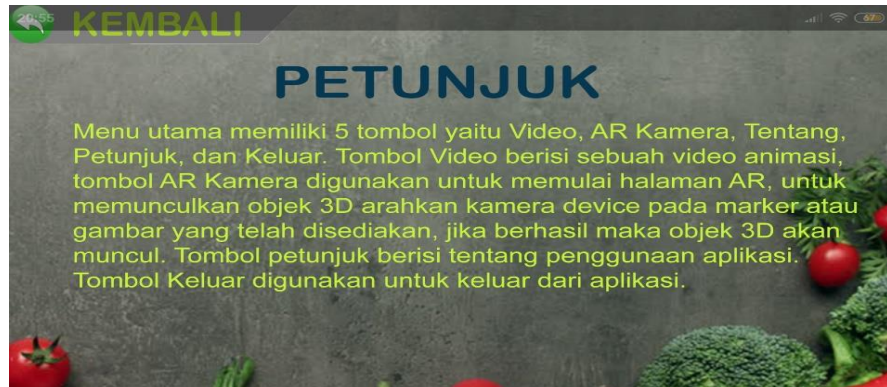 20:55
KEMBALI
67
PETUNJUK
Menu utama memiliki 5 tombol yaitu Video, AR Kamera, Tentang,
Petunjuk, dan Keluar. Tombol Video berisi sebuah video animasi,
tombol AR Kamera digunakan untuk memulai halaman AR, untuk
memunculkan objek 3D arahkan kamera device pada marker atau
gambar yang telah disediakan, jika berhasil maka objek 3D akan
muncul. Tombol petunjuk berisi tentang penggunaan aplikasi.
Tombol Keluar digunakan untuk keluar dari aplikasi.